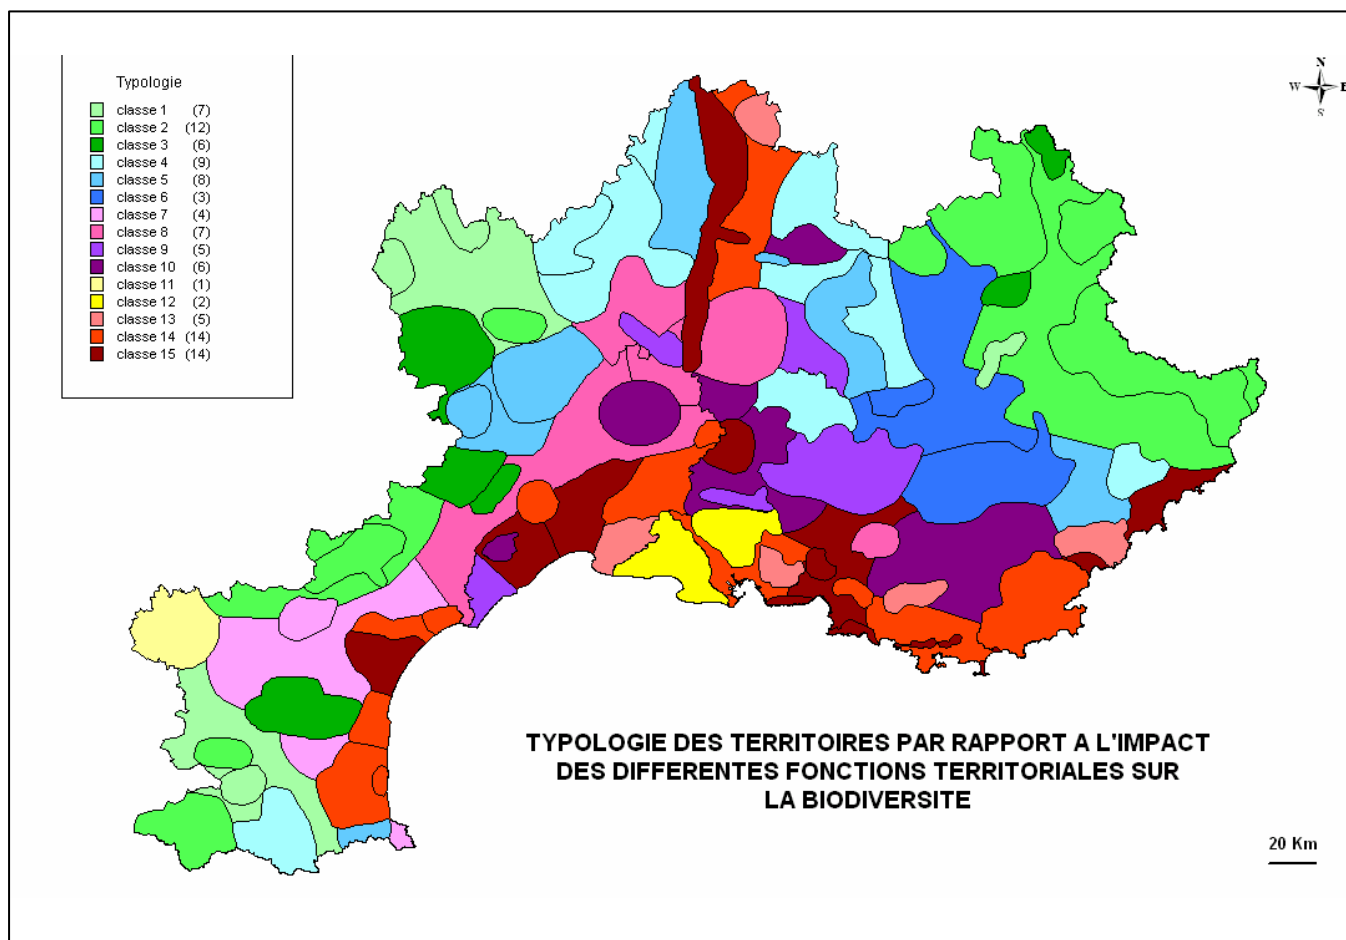 Typologie
classe 1 (7)
classe 2 (12)
classe 3 (6)
classe 4 (9)
classe 5 (8)
classe 6 (3)
classe 7 (4)
classe 8 (7)
classe 9 (5)
classe 10 (6)
classe 11 (1)
classe 12 (2)
classe 13 (5)
classe 14 (14)
classe 15 (14)
N
W E
S
TYPOLOGIE DES TERRITOIRES PAR RAPPORT A L'IMPACT
DES DIFFERENTES FONCTIONS TERRITORIALES SUR
LA BIODIVERSITE
20 Km